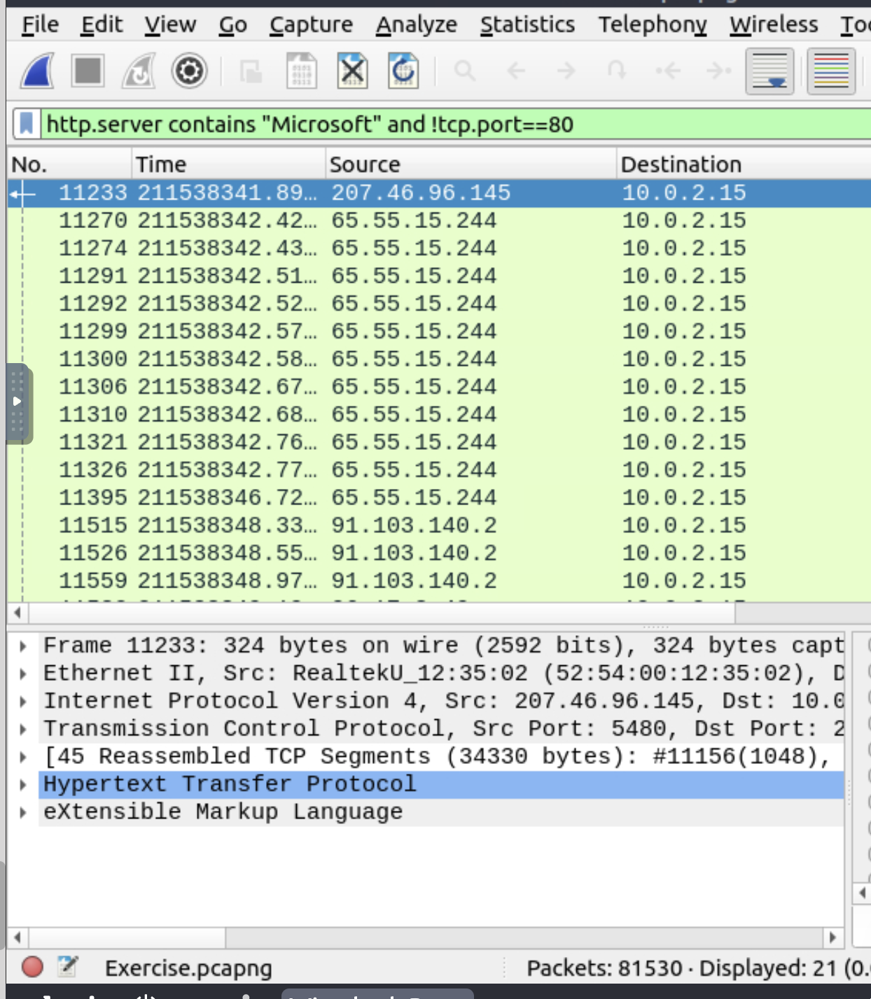 File Edit View Go Capture Analyze Statistics Telephony Wireless
http.server contains "Microsoft" and !tcp.port==80
No. Time Source Destination
11233 211538341.89… 207.46.96.145 10.0.2.15
11270 211538342.42… 65.55.15.244 10.0.2.15
11274 211538342.43… 65.55.15.244 10.0.2.15
11291 211538342.51… 65.55.15.244 10.0.2.15
11292 211538342.52… 65.55.15.244 10.0.2.15
11299 211538342.57… 65.55.15.244 10.0.2.15
11300 211538342.58… 65.55.15.244 10.0.2.15
11306 211538342.67… 65.55.15.244 10.0.2.15
11310 211538342.68… 65.55.15.244 10.0.2.15
11321 211538342.76… 65.55.15.244 10.0.2.15
11326 211538342.77… 65.55.15.244 10.0.2.15
11395 211538346.72… 65.55.15.244 10.0.2.15
11515 211538348.33… 91.103.140.2 10.0.2.15
11526 211538348.55… 91.103.140.2 10.0.2.15
11559 211538348.97… 91.103.140.2 10.0.2.15
Frame 11233: 324 bytes on wire (2592 bits), 324 bytes capt
Ethernet II, Src: RealtekU_12:35:02 (52:54:00:12:35:02), D
Internet Protocol Version 4, Src: 207.46.96.145, Dst: 10.0
Transmission Control Protocol, Src Port: 5480, Dst Port: 2
[45 Reassembled TCP Segments (34330 bytes): #11156(1048),
Hypertext Transfer Protocol
eXtensible Markup Language
Exercise.pcapng Packets: 81530 · Displayed: 21 (0.